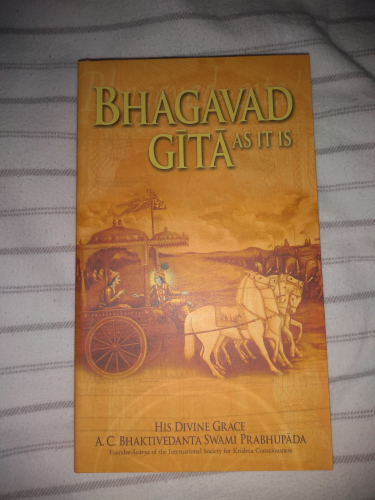 BHAGAVAD
GĪTĀ AS IT IS
HIS DIVINE GRACE
A. C. BHAKTIVEDANTA SWAMI PRABHUPĀDA
Founder-Ācārya of the International Society for Krishna Consciousness